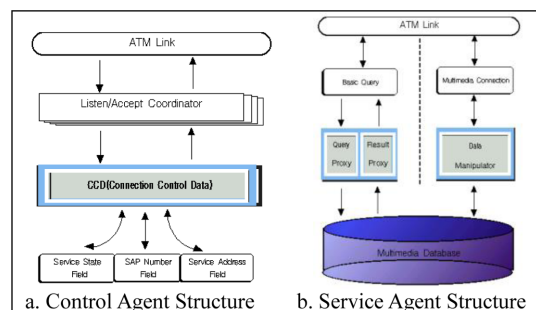 ATM Link
Listen/Accept Coordinator
CCD(Connection Control Data)
Service State
Field
SAP Number
Field
Service Address
Field
a. Control Agent Structure
ATM Link
Basic Query
Multimedia Connection
Query
Proxy
Result
Proxy
Data
Manipulator
Multimedia Database
b. Service Agent Structure